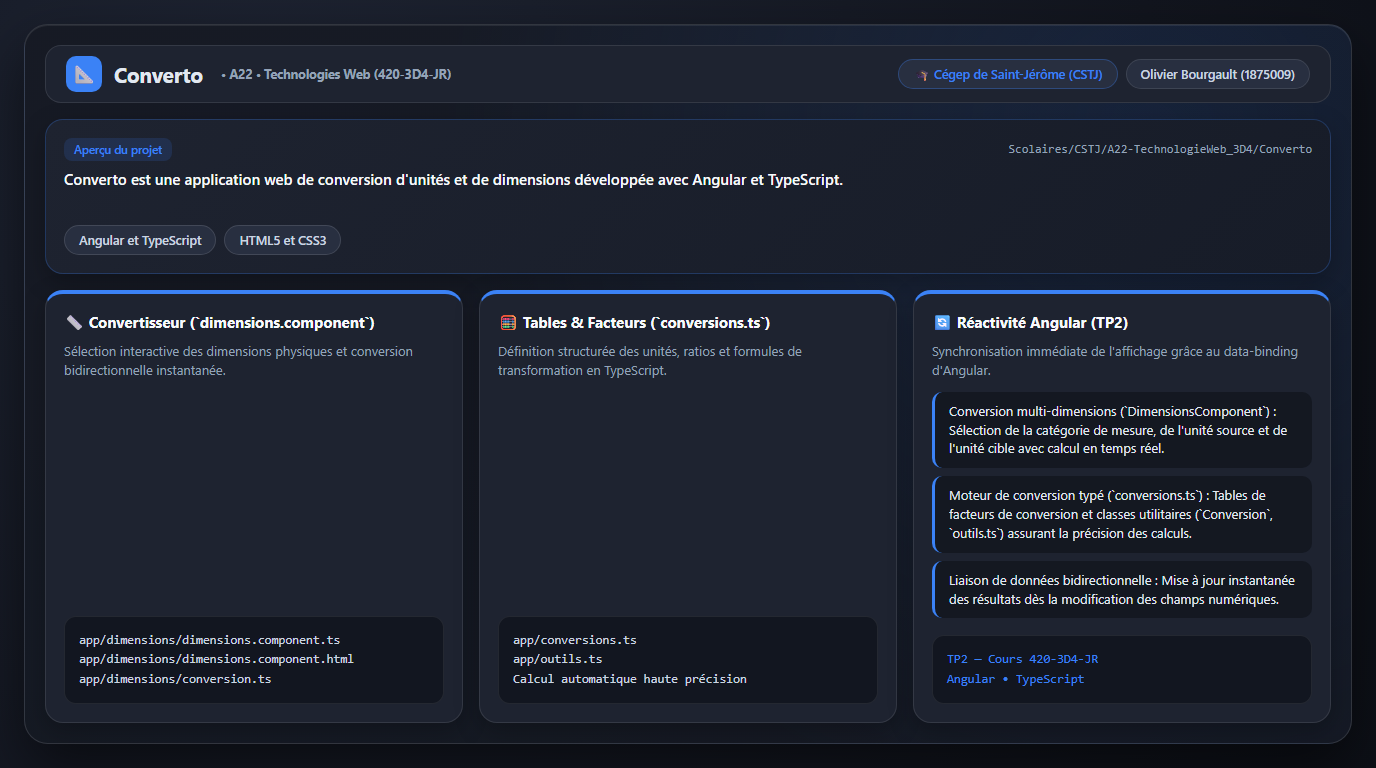 Converto
• A22 • Technologies Web (420-3D4-JR)
Cégep de Saint-Jérôme (CSTJ)
Olivier Bourgault (1875009)
Aperçu du projet
Scolaires/CSTJ/A22-TechnologieWeb_3D4/Converto
Converto est une application web de conversion d'unités et de dimensions développée avec Angular et TypeScript.
Angular et TypeScript
HTML5 et CSS3
Convertisseur (`dimensions.component`)
Sélection interactive des dimensions physiques et conversion
bidirectionnelle instantanée.
app/dimensions/dimensions.component.ts
app/dimensions/dimensions.component.html
app/dimensions/conversion.ts
Tables & Facteurs (`conversions.ts`)
Définition structurée des unités, ratios et formules de
transformation en TypeScript.
app/conversions.ts
app/outils.ts
Calcul automatique haute précision
Réactivité Angular (TP2)
Synchronisation immédiate de l'affichage grâce au data-binding
d'Angular.
Conversion multi-dimensions (`DimensionsComponent`) :
Sélection de la catégorie de mesure, de l'unité source et de
l'unité cible avec calcul en temps réel.
Moteur de conversion typé (`conversions.ts`) : Tables de
facteurs de conversion et classes utilitaires (`Conversion`,
`outils.ts`) assurant la précision des calculs.
Liaison de données bidirectionnelle : Mise à jour instantanée
des résultats dès la modification des champs numériques.
TP2 — Cours 420-3D4-JR
Angular • TypeScript